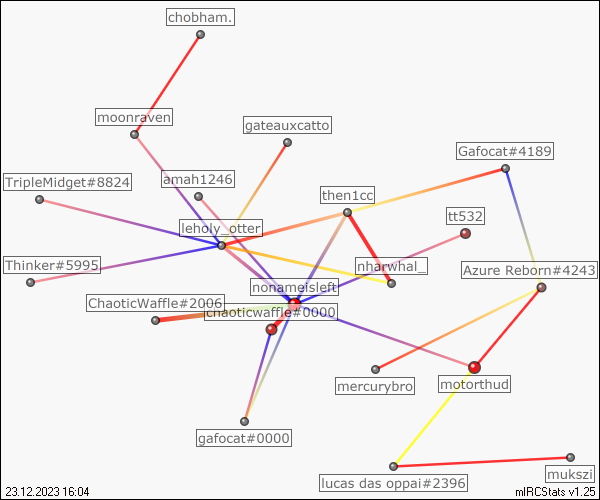 chobham.
moonraven
gateauxcatto
Gafocat#4189
TripleMidget#8824
amah1246
then1cc
tt532
leholy_otter
Thinker#5995
nharwhal_
Azure Reborn#4243
nonameisleft
ChaoticWaffle#2006
chaoticwaffle#0000
mercurybro
motorthud
gafocat#0000
lucas das oppai#2396
mukszi
23.12.2023 16:04
mIRCStats v1.25